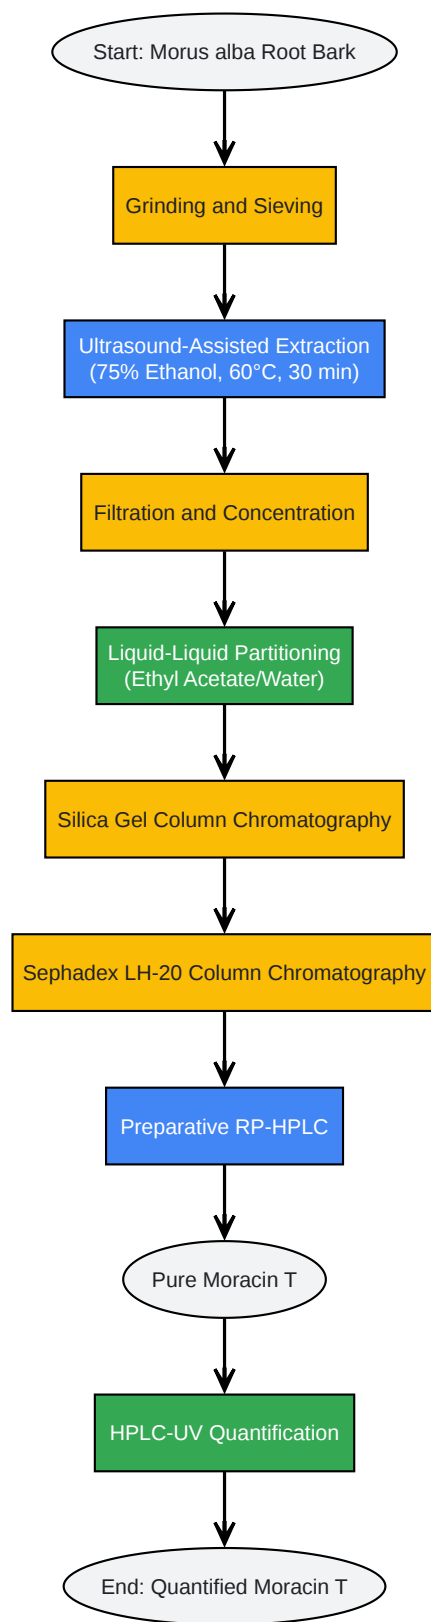 Start: Morus alba Root Bark
Grinding and Sieving
Ultrasound-Assisted Extraction
(75% Ethanol, 60°C, 30 min)
Filtration and Concentration
Liquid-Liquid Partitioning
(Ethyl Acetate/Water)
Silica Gel Column Chromatography
Sephadex LH-20 Column Chromatography
Preparative RP-HPLC
Pure Moracin T
HPLC-UV Quantification
End: Quantified Moracin T